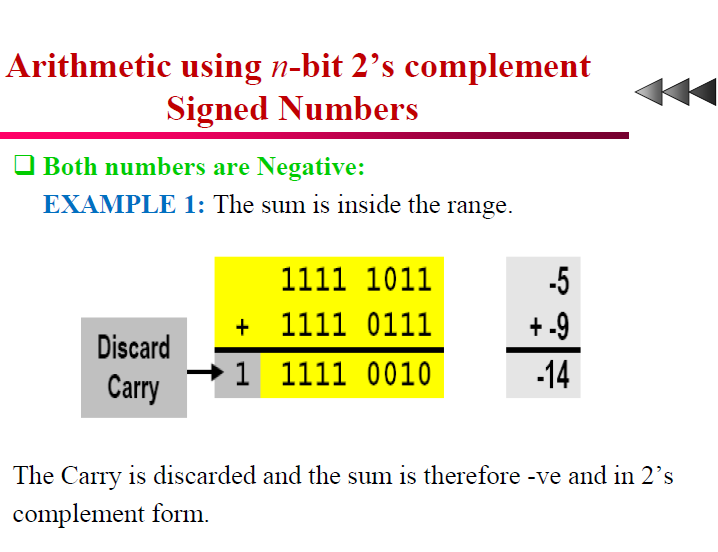 Arithmetic using n-bit 2’s complement
Signed Numbers
❑ Both numbers are Negative:
EXAMPLE 1: The sum is inside the range.
1111 1011
+ 1111 0111
1 1111 0010
Discard
Carry
-5
+ -9
-14
The Carry is discarded and the sum is therefore -ve and in 2’s
complement form.